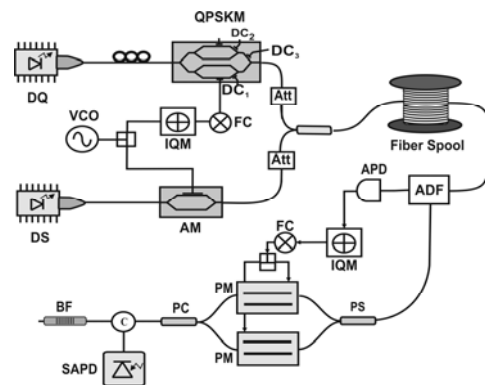 QPSKM
DC2
DC3
DC1
DQ
Att
VCO
IQM
FC
Fiber Spool
Att
APD
ADF
DS
AM
FC
IQM
PM
BF
PC
PS
C
PM
SAPD